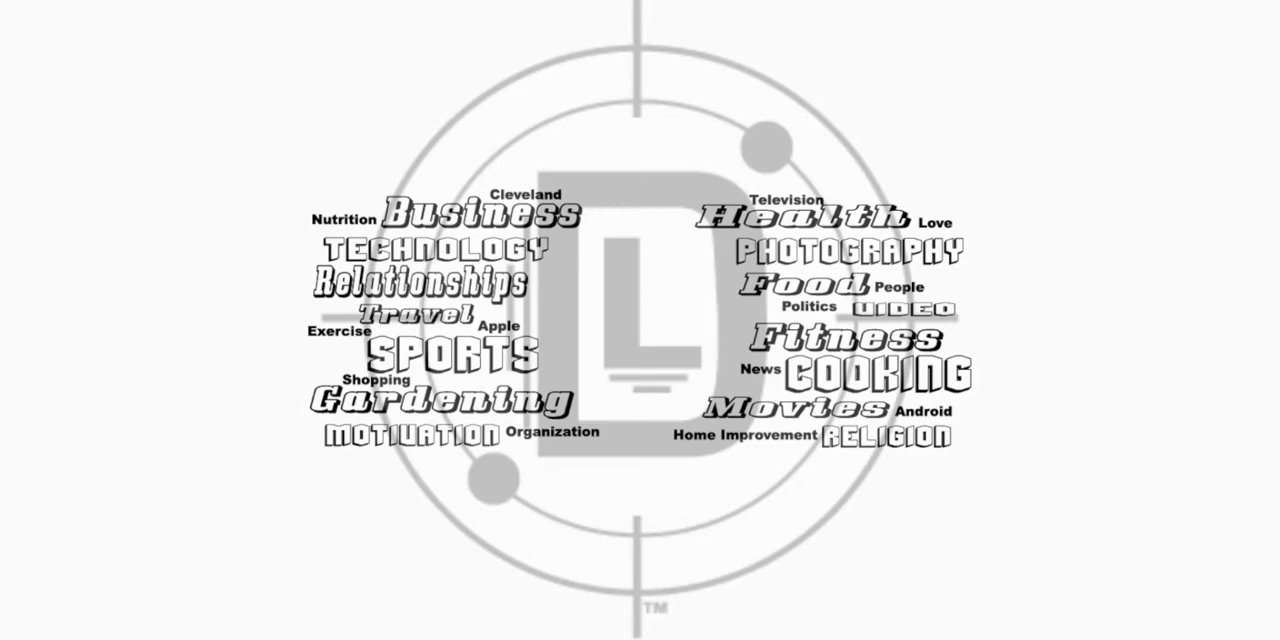 Cleveland
Nutrition Business
TECHNOLOGY
Relationships
Travel
Exercise Apple
SPORTS
Shopping
Gardening
MOTIVATION Organization
Television
Health Love
PHOTOGRAPHY
Food People
Politics VIDEO
Fitness
News COOKING
Movies Android
Home Improvement RELIGION
DL
TM